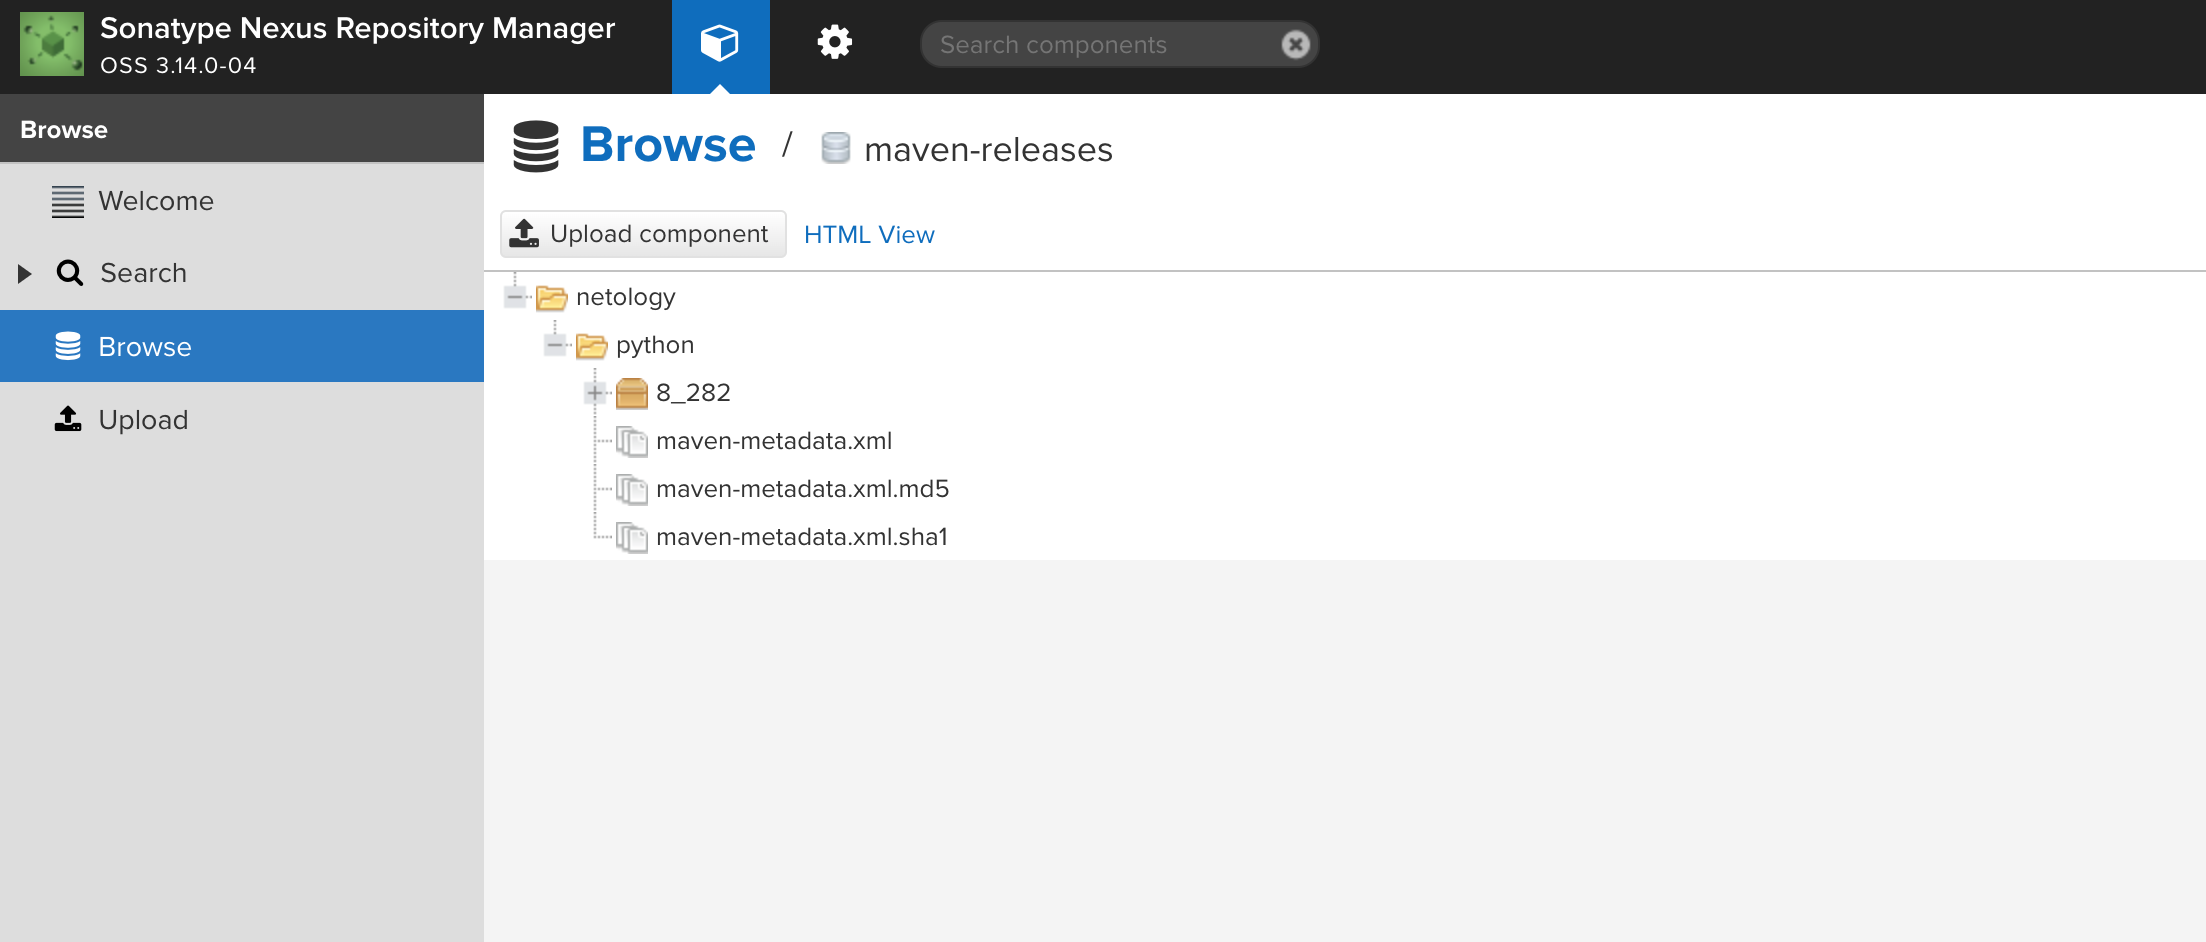 Sonatype Nexus Repository Manager
OSS 3.14.0-04
Search components
Browse
Welcome
Search
Browse
Upload
Browse / maven-releases
Upload component HTML View
netology
python
8_282
maven-metadata.xml
maven-metadata.xml.md5
maven-metadata.xml.sha1